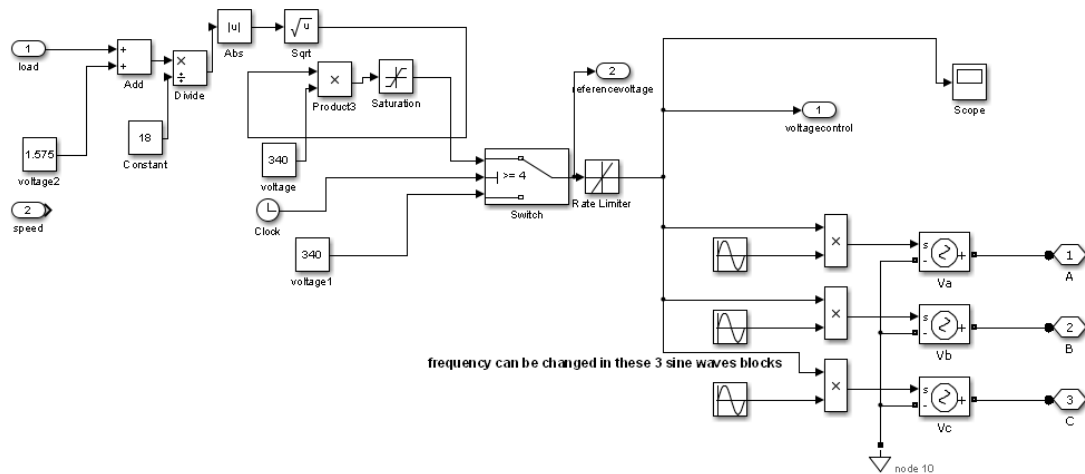 1
load
+
+
Add
×
÷
Divide
|u|
Abs
√u
Sqrt
×
Product3
Saturation
2
referencevoltage
Scope
1
voltagecontrol
1.575
voltage2
18
Constant
340
voltage
2
speed
Clock
>= 4
Switch
Rate Limiter
340
voltage1
×
s
-
+
Va
1
A
×
s
-
+
Vb
2
B
frequency can be changed in these 3 sine waves blocks
×
s
-
+
Vc
3
C
node 10